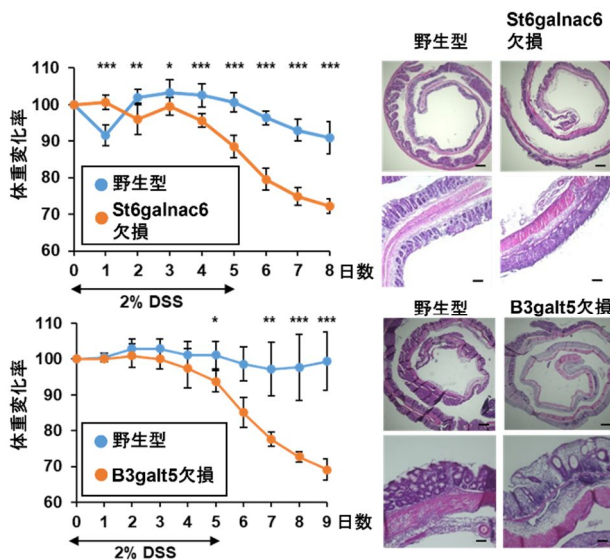 110
100
90
80
70
60
体重変化率
*** ** * *** *** *** *** ***
野生型
St6galnac6
欠損
0 1 2 3 4 5 6 7 8 日数
2% DSS
野生型
St6galnac6
欠損
110
100
90
80
70
60
体重変化率
* ** *** ***
野生型
B3galt5欠損
0 1 2 3 4 5 6 7 8 9 日数
2% DSS
野生型
B3galt5欠損